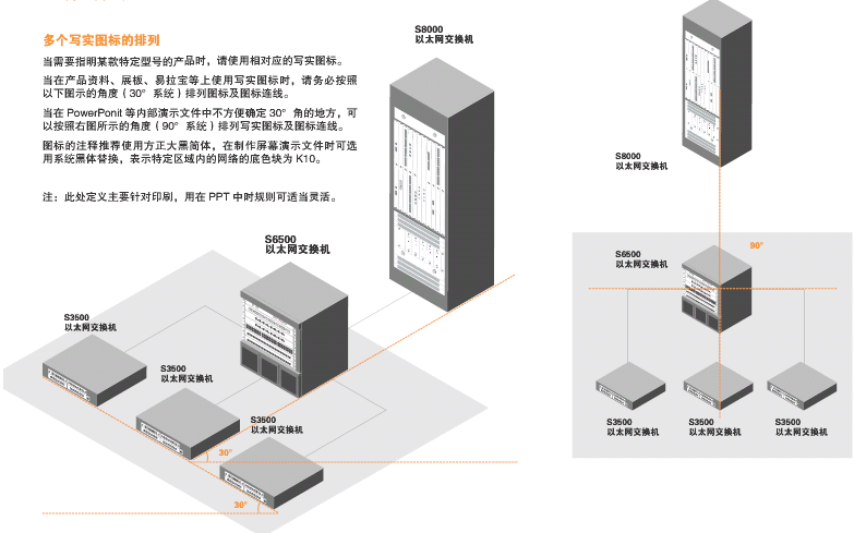 多个写实图标的排列
当需要指明某款特定型号的产品时，请使用相对应的写实图标。
当在产品资料、展板、易拉宝等上使用写实图标时，请务必按照
以下图示的角度（30°系统）排列图标及图标连线。
当在 PowerPonit 等内部演示文件中不方便确定 30°角的地方，可
以按照右图所示的角度（90°系统）排列写实图标及图标连线。
图标的注释推荐使用方正大黑简体，在制作屏幕演示文件时可选
用系统黑体替换，表示特定区域内的网络的底色块为 K10。
注：此处定义主要针对印刷，用在 PPT 中时规则可适当灵活。
S8000
以太网交换机
S6500
以太网交换机
S3500
以太网交换机
S3500
以太网交换机
S3500
以太网交换机
30°
30°
S8000
以太网交换机
90°
S6500
以太网交换机
S3500
以太网交换机
S3500
以太网交换机
S3500
以太网交换机